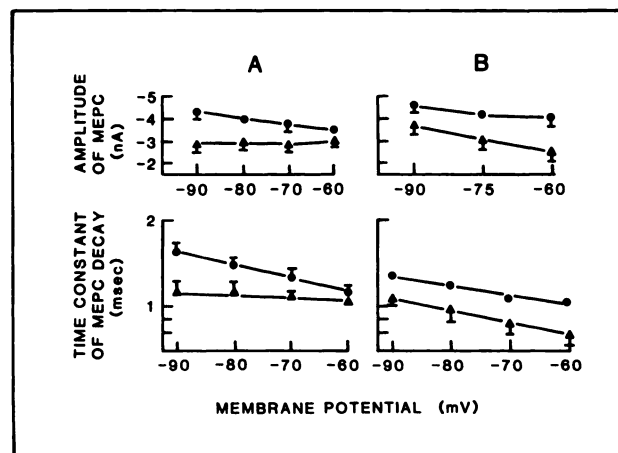 A
B
AMPLITUDE
OF MEPC
(nA)
-5
-4
-3
-2
-90 -80 -70 -60
-90 -75 -60
TIME CONSTANT
OF MEPC DECAY
(msec)
2
1
-90 -80 -70 -60
-90 -80 -70 -60
MEMBRANE POTENTIAL (mV)